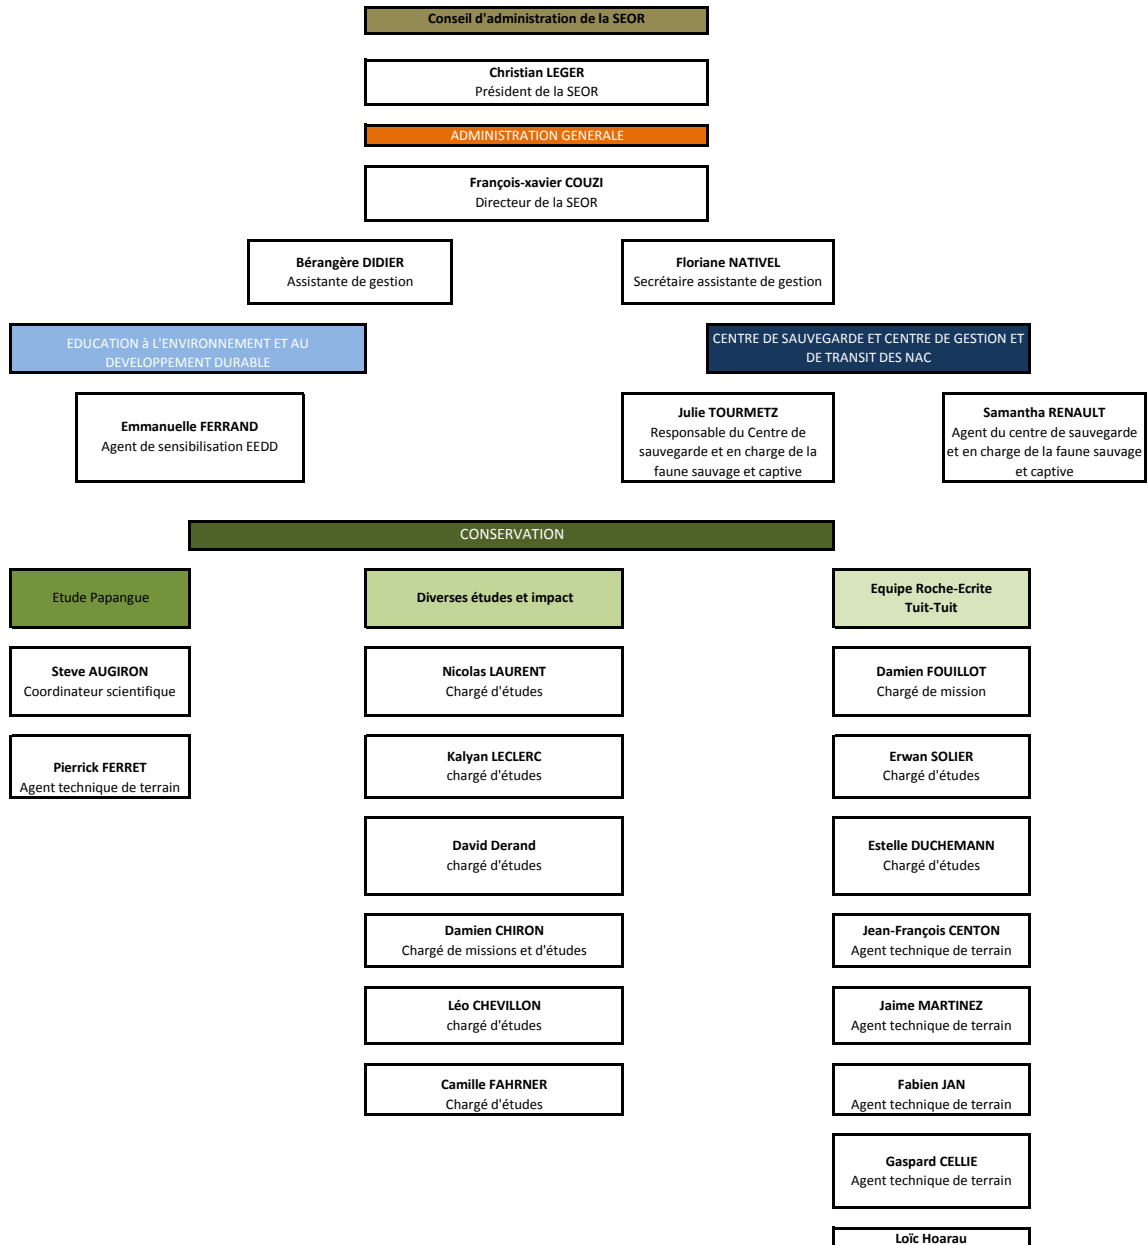 Conseil d'administration de la SEOR
Christian LEGER
Président de la SEOR
ADMINISTRATION GENERALE
François-xavier COUZI
Directeur de la SEOR
Bérangère DIDIER
Assistante de gestion
Floriane NATIVEL
Secrétaire assistante de gestion
EDUCATION à L'ENVIRONNEMENT ET AU
DEVELOPPEMENT DURABLE
CENTRE DE SAUVEGARDE ET CENTRE DE GESTION ET
DE TRANSIT DES NAC
Emmanuelle FERRAND
Agent de sensibilisation EEDD
Julie TOURMETZ
Responsable du Centre de
sauvegarde et en charge de la
faune sauvage et captive
Samantha RENAULT
Agent du centre de sauvegarde
et en charge de la faune sauvage
et captive
CONSERVATION
Etude Papangue
Steve AUGIRON
Coordinateur scientifique
Pierrick FERRET
Agent technique de terrain
Diverses études et impact
Nicolas LAURENT
Chargé d'études
Kalyan LECLERC
chargé d'études
David Derand
chargé d'études
Damien CHIRON
Chargé de missions et d'études
Léo CHEVILLON
chargé d'études
Camille FAHRNER
Chargé d'études
Equipe Roche-Ecrite
Tuit-Tuit
Damien FOUILLOT
Chargé de mission
Erwan SOLIER
Chargé d'études
Estelle DUCHEMANN
Chargé d'études
Jean-François CENTON
Agent technique de terrain
Jaime MARTINEZ
Agent technique de terrain
Fabien JAN
Agent technique de terrain
Gaspard CELLIE
Agent technique de terrain
Loïc Hoarau